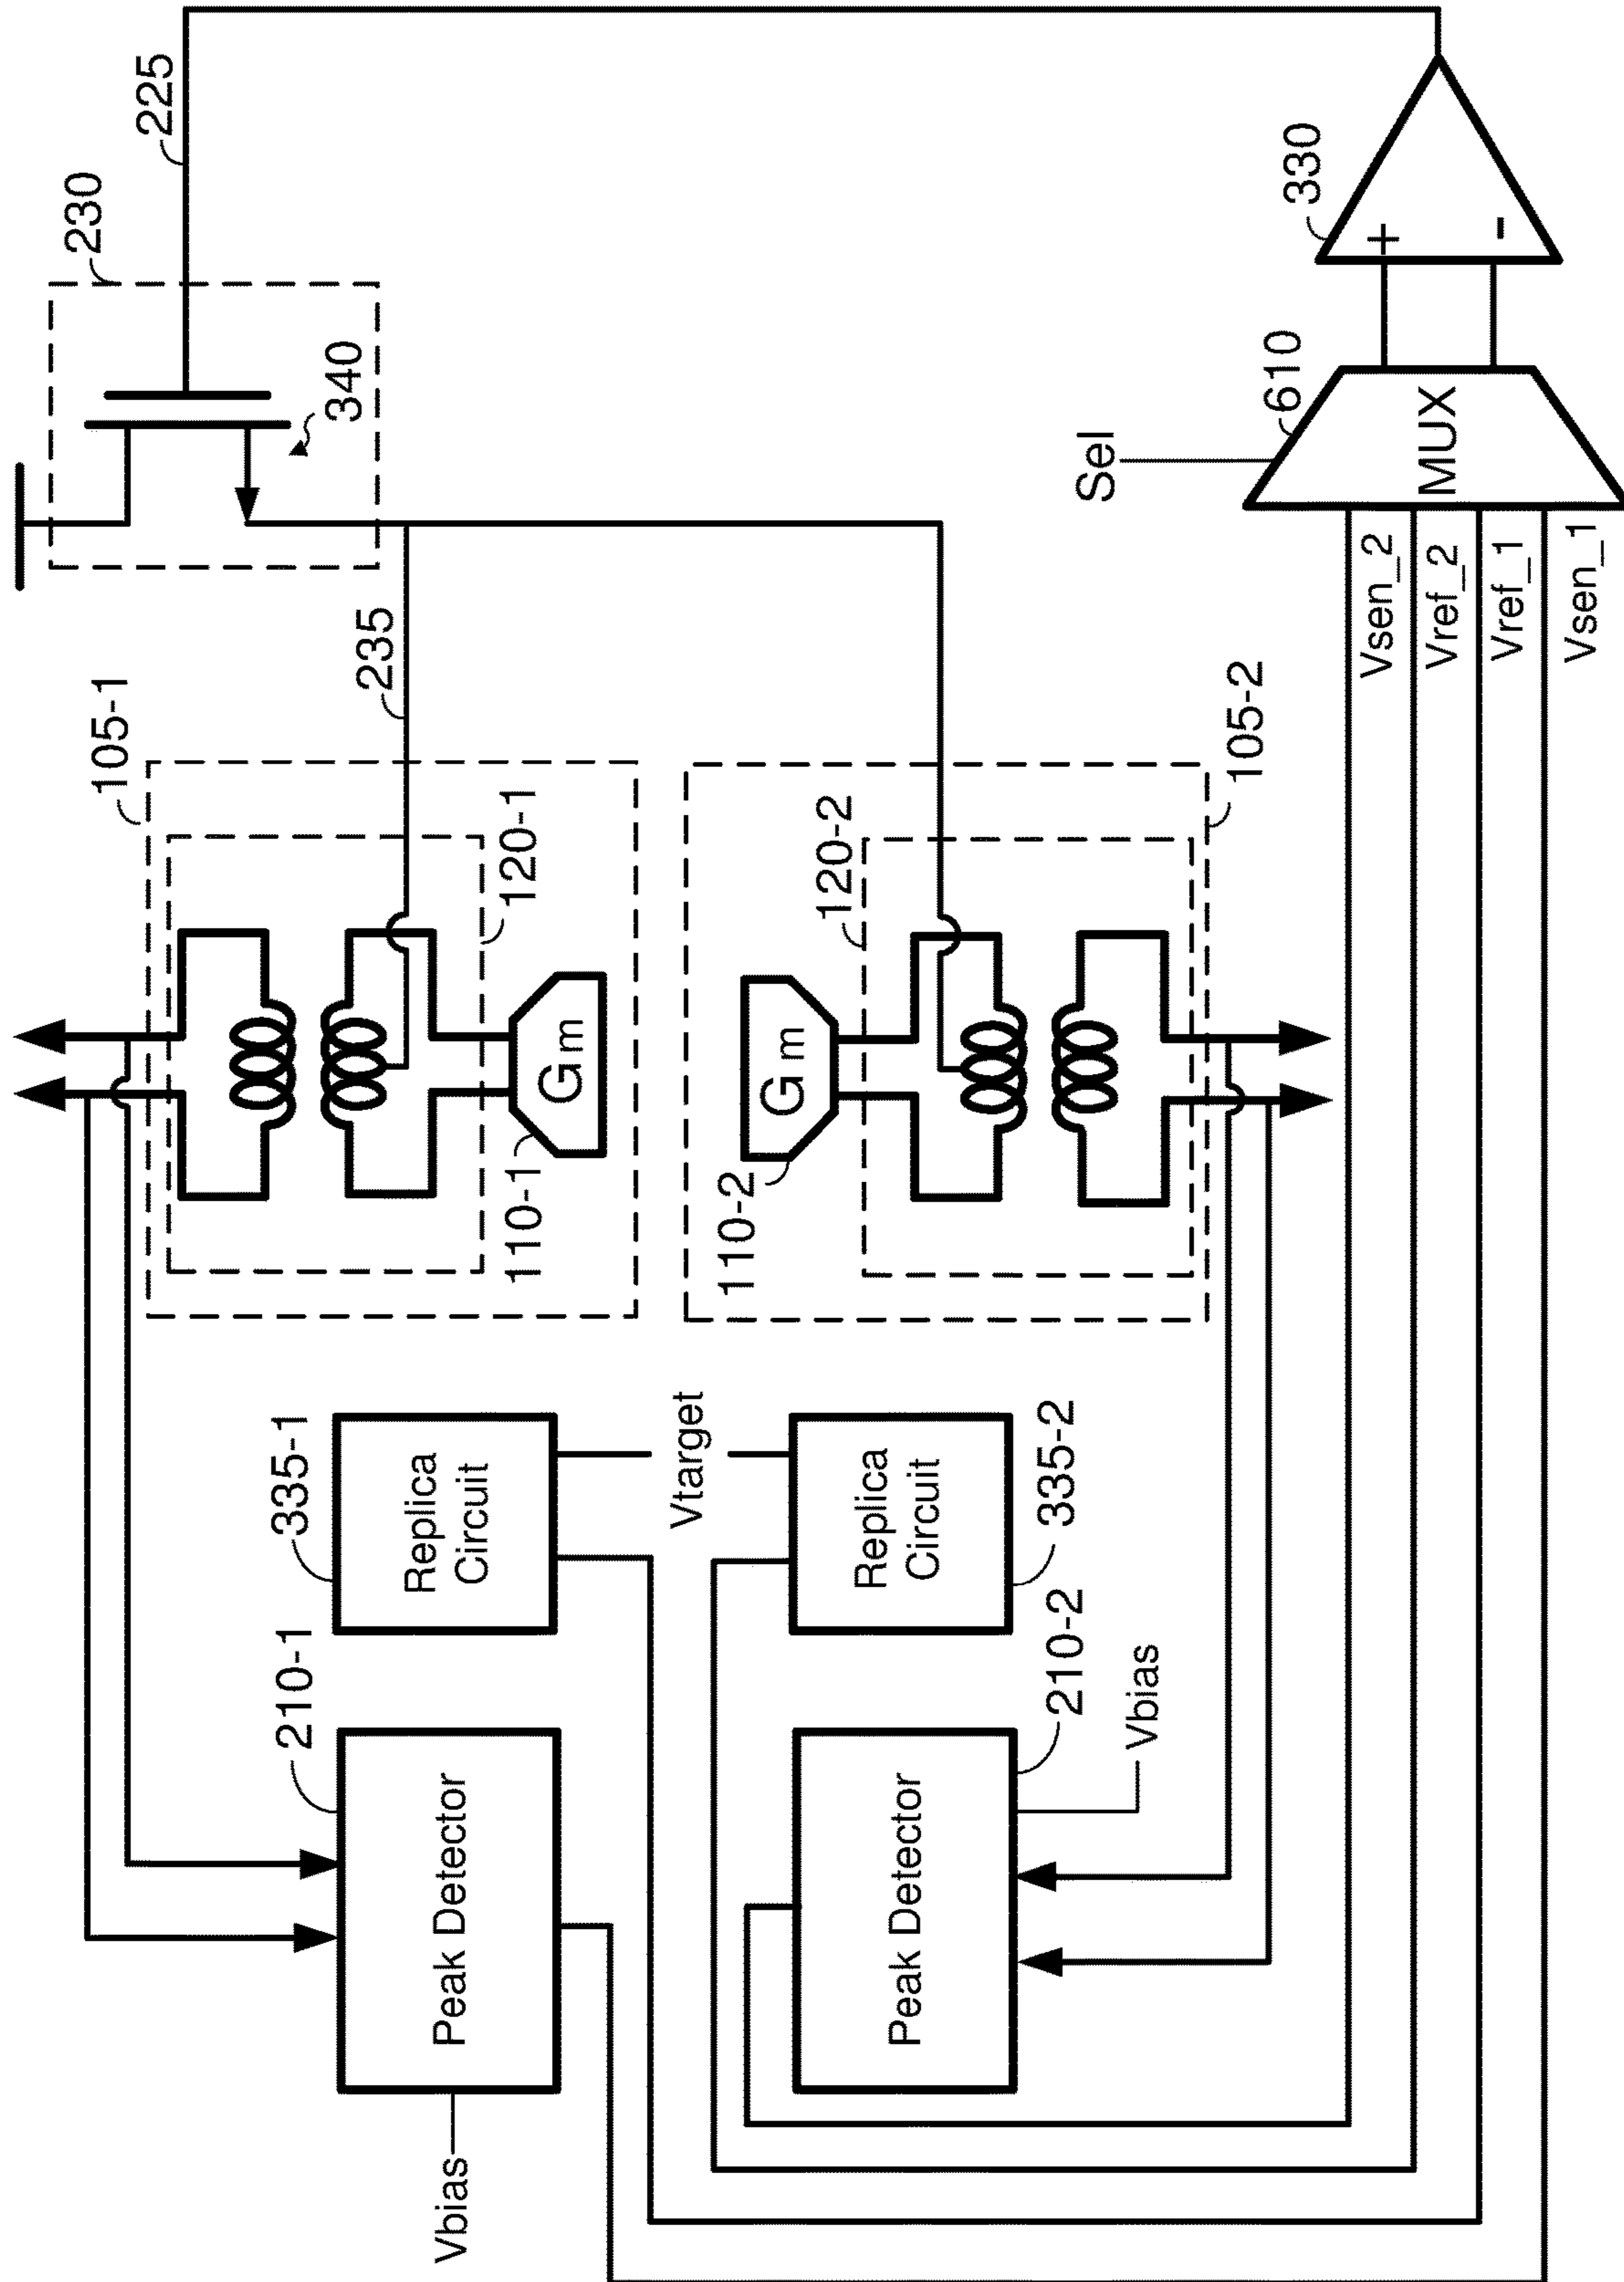 225
230
340
235
330
+
-
610
MUX
Sel
Vsen_2
Vref_2
Vref_1
Vsen_1
105-1
120-1
Gm
110-1
105-2
120-2
Gm
110-2
335-1
Replica
Circuit
Vtarget
Replica
Circuit
335-2
210-1
Peak Detector
Vbias
210-2
Peak Detector
Vbias